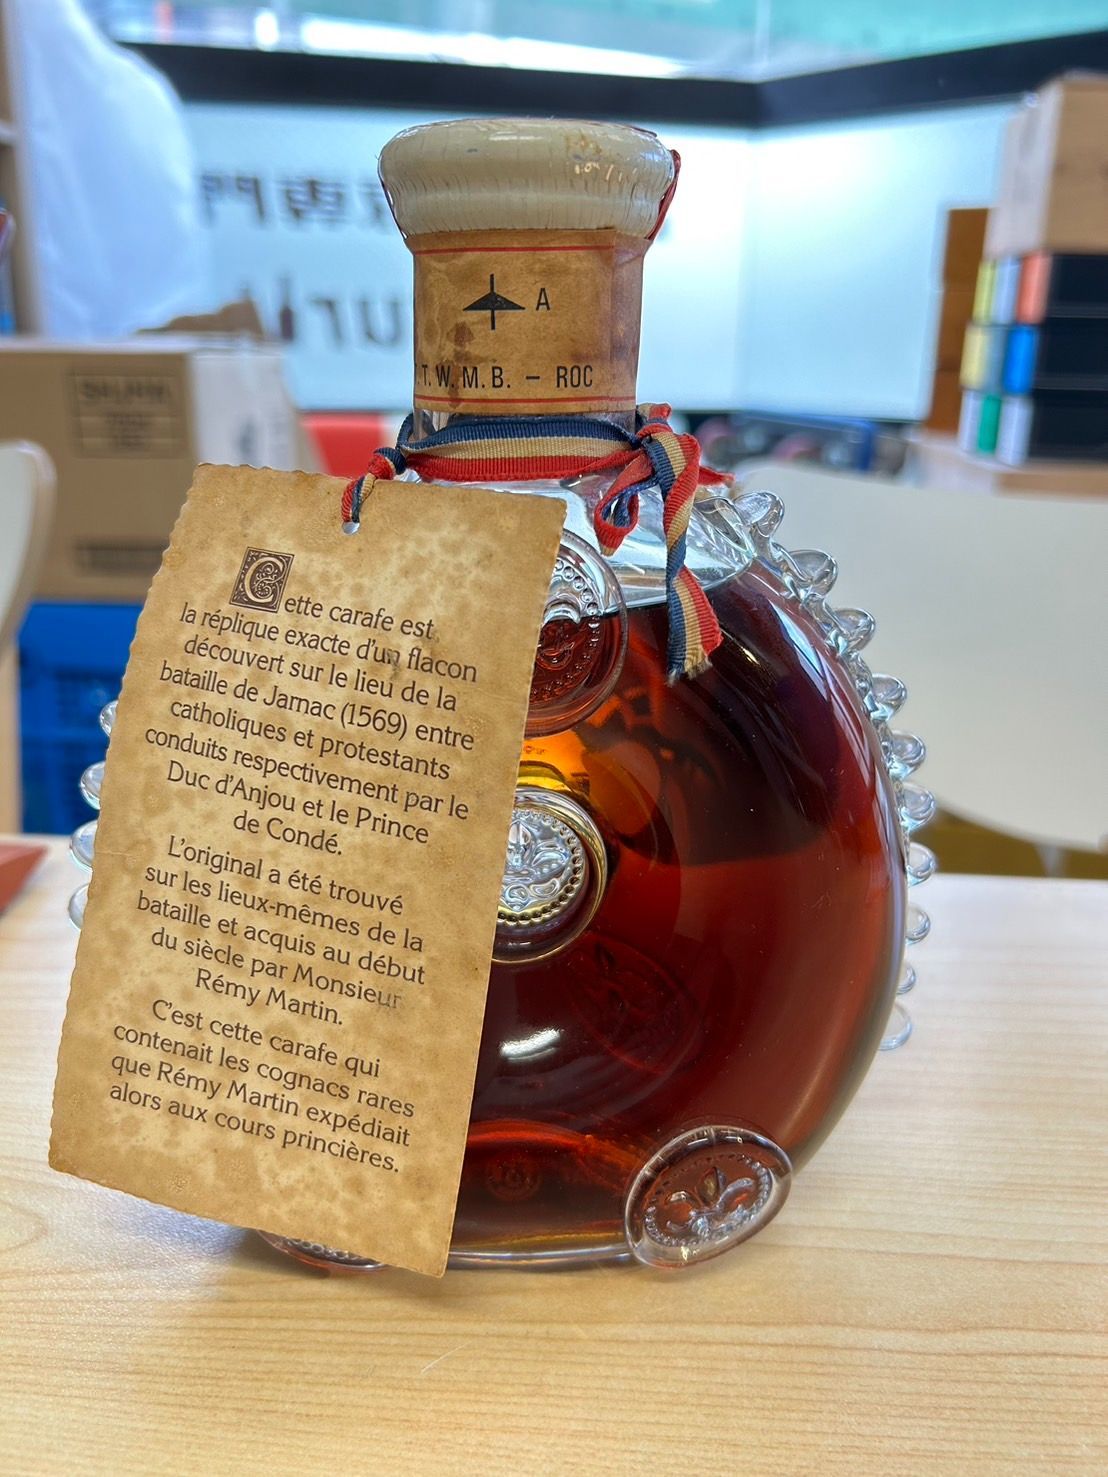 A
T. W. M. B. – ROC
Cette carafe est
la réplique exacte d'un flacon
découvert sur le lieu de la
bataille de Jarnac (1569) entre
catholiques et protestants
conduits respectivement par le
Duc d'Anjou et le Prince
de Condé.
L'original a été trouvé
sur les lieux-mêmes de la
bataille et acquis au début
du siècle par Monsieur
Rémy Martin.
C'est cette carafe qui
contenait les cognacs rares
que Rémy Martin expédiait
alors aux cours princières.